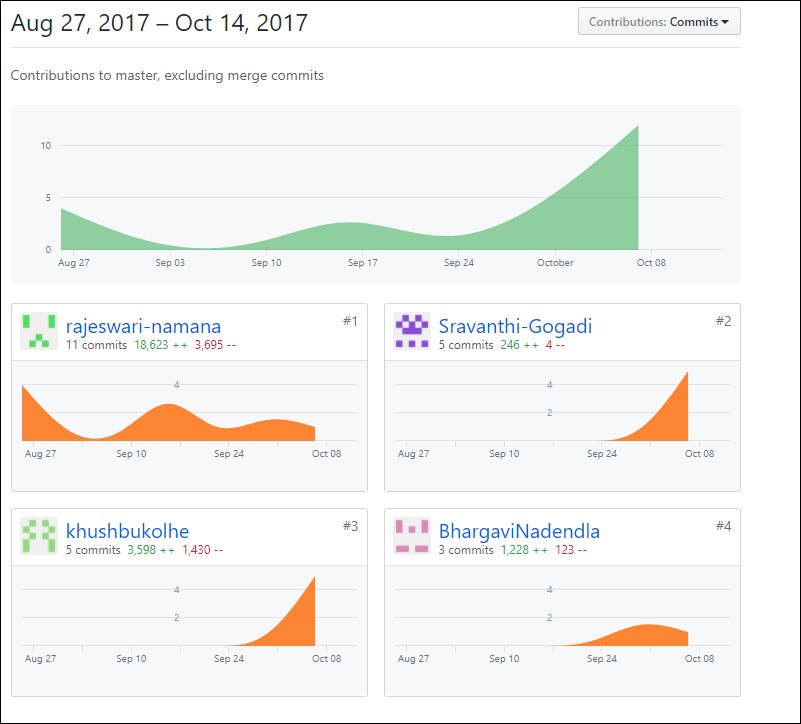 Aug 27, 2017 – Oct 14, 2017
Contributions: Commits
Contributions to master, excluding merge commits
10
5
0
Aug 27 Sep 03 Sep 10 Sep 17 Sep 24 October Oct 08
rajeswari-namana #1
11 commits 18,623 ++ 3,695 --
4
Aug 27 Sep 10 Sep 24 Oct 08
Sravanthi-Gogadi #2
5 commits 246 ++ 4 --
4
2
Aug 27 Sep 10 Sep 24 Oct 08
khushbukolhe #3
5 commits 3,598 ++ 1,430 --
4
2
Aug 27 Sep 10 Sep 24 Oct 08
BhargaviNadendla #4
3 commits 1,228 ++ 123 --
4
2
Aug 27 Sep 10 Sep 24 Oct 08